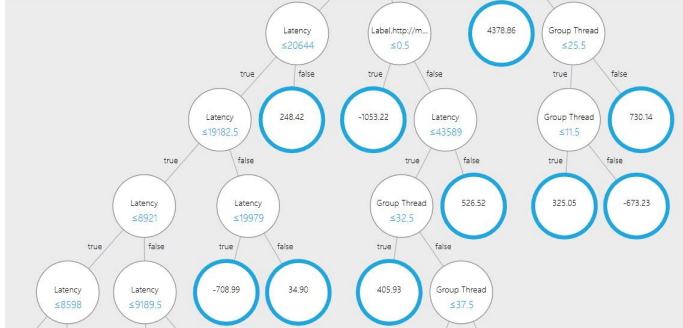 Latency
≤20644
Label.http://m...
≤0.5
4378.86
Group Thread
≤25.5
true
false
true
false
true
false
Latency
≤19182.5
248.42
-1053.22
Latency
≤43589
Group Thread
≤11.5
730.14
true
false
true
false
true
false
Latency
≤8921
Latency
≤19979
Group Thread
≤32.5
526.52
325.05
-673.23
true
false
true
false
true
false
Latency
≤8598
Latency
≤9189.5
-708.99
34.90
405.93
Group Thread
≤37.5